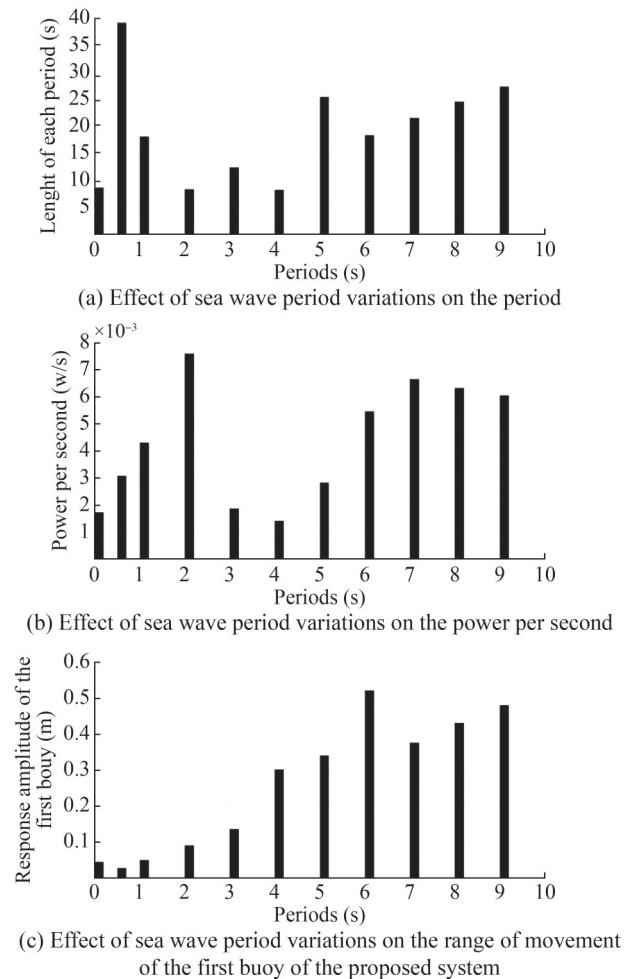 40
35
30
25
20
15
10
5
Lenght of each period (s)
0 1 2 3 4 5 6 7 8 9 10
Periods (s)
(a) Effect of sea wave period variations on the period
×10⁻³
8
7
6
5
4
3
2
1
Power per second (w/s)
0 1 2 3 4 5 6 7 8 9 10
Periods (s)
(b) Effect of sea wave period variations on the power per second
0.6
0.5
0.4
0.3
0.2
0.1
Response amplitude of the
first bouy (m)
0 1 2 3 4 5 6 7 8 9 10
Periods (s)
(c) Effect of sea wave period variations on the range of movement
of the first buoy of the proposed system